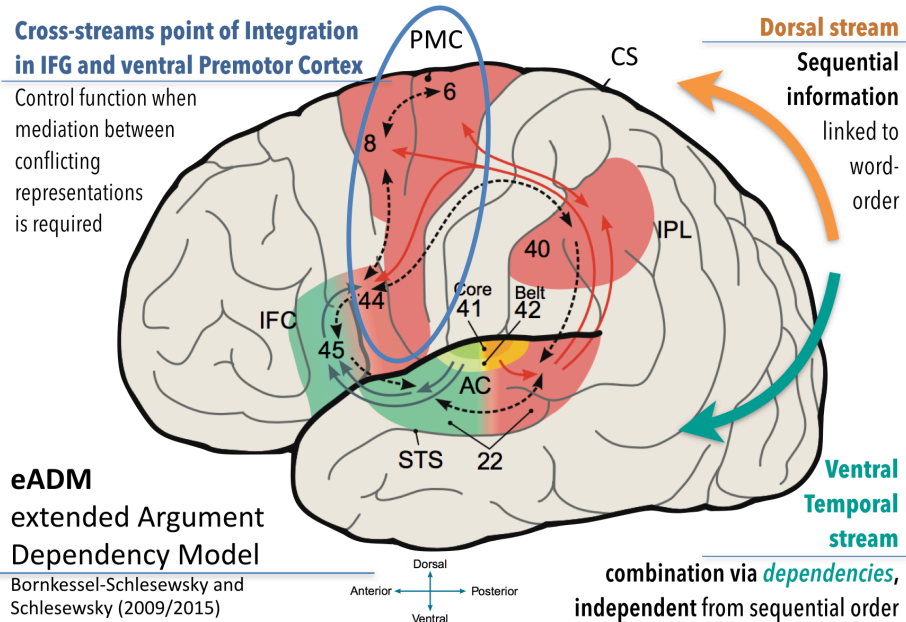 Cross-streams point of Integration
in IFG and ventral Premotor Cortex
Control function when
mediation between
conflicting
representations
is required
PMC
CS
Dorsal stream
Sequential
information
linked to
word-
order
6
8
IPL
40
44
Core
41
Belt
42
IFC
45
AC
STS
22
eADM
extended Argument
Dependency Model
Bornkessel-Schlesewsky and
Schlesewsky (2009/2015)
Dorsal
Anterior
Posterior
Ventral
Ventral
Temporal
stream
combination via dependencies,
independent from sequential order